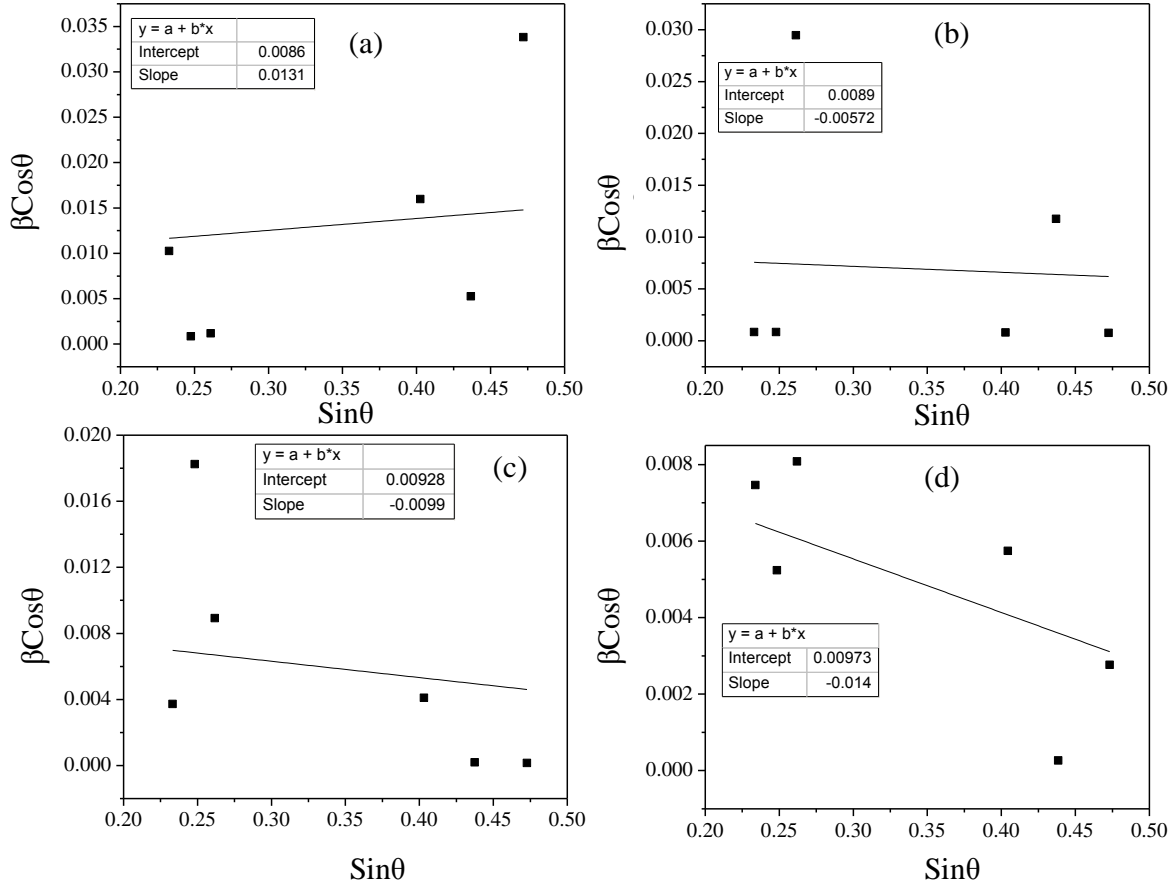 (a)
y = a + b*x
Intercept 0.0086
Slope 0.0131
0.035
0.030
0.025
0.020
0.015
0.010
0.005
0.000
βCosθ
0.20 0.25 0.30 0.35 0.40 0.45 0.50
Sinθ
(b)
y = a + b*x
Intercept 0.0089
Slope -0.00572
0.030
0.025
0.020
0.015
0.010
0.005
0.000
βCosθ
0.20 0.25 0.30 0.35 0.40 0.45 0.50
Sinθ
(c)
y = a + b*x
Intercept 0.00928
Slope -0.0099
0.020
0.016
0.012
0.008
0.004
0.000
βCosθ
0.20 0.25 0.30 0.35 0.40 0.45 0.50
Sinθ
(d)
y = a + b*x
Intercept 0.00973
Slope -0.014
0.008
0.006
0.004
0.002
0.000
βCosθ
0.20 0.25 0.30 0.35 0.40 0.45 0.50
Sinθ